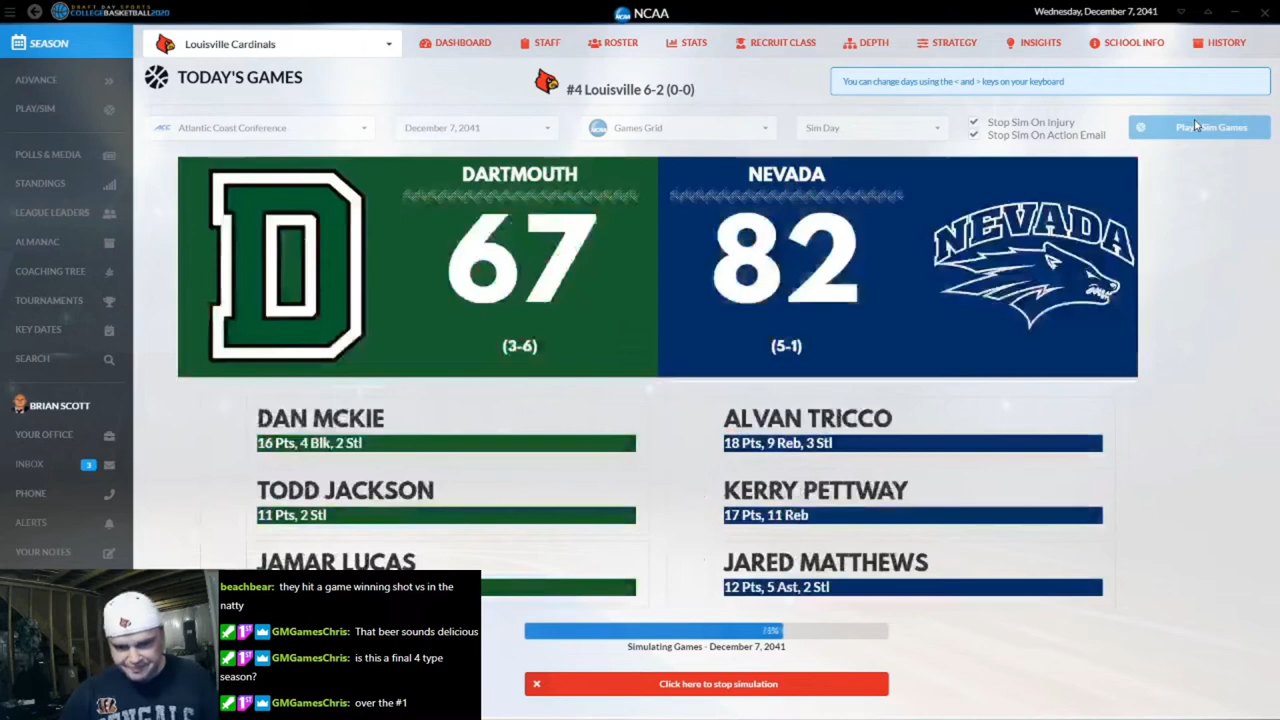 DRAFT DAY SPORTS
COLLEGE BASKETBALL 2020
NCAA
Wednesday, December 7, 2041
SEASON
Louisville Cardinals
DASHBOARD
STAFF
ROSTER
STATS
RECRUIT CLASS
DEPTH
STRATEGY
INSIGHTS
SCHOOL INFO
HISTORY
ADVANCE
PLAY/SIM
POLLS & MEDIA
STANDINGS
LEAGUE LEADERS
ALMANAC
COACHING TREE
TOURNAMENTS
KEY DATES
SEARCH
BRIAN SCOTT
YOUR OFFICE
INBOX 3
PHONE
ALERTS
YOUR NOTES
TODAY'S GAMES
#4 Louisville 6-2 (0-0)
You can change days using the < and > keys on your keyboard
ACC Atlantic Coast Conference
December 7, 2041
NCAA Games Grid
Sim Day
Stop Sim On Injury
Stop Sim On Action Email
Sim Games
D
DARTMOUTH
67
(3-6)
NEVADA
82
(5-1)
NEVADA
DAN MCKIE
16 Pts, 4 Blk, 2 Stl
TODD JACKSON
11 Pts, 2 Stl
JAMAR LUCAS
ALVAN TRICCO
18 Pts, 9 Reb, 3 Stl
KERRY PETTWAY
17 Pts, 11 Reb
JARED MATTHEWS
12 Pts, 5 Ast, 2 Stl
Simulating Games - December 7, 2041
Click here to stop simulation
beachbear: they hit a game winning shot vs in the
natty
GMGamesChris: That beer sounds delicious
GMGamesChris: is this a final 4 type
season?
GMGamesChris: over the #1